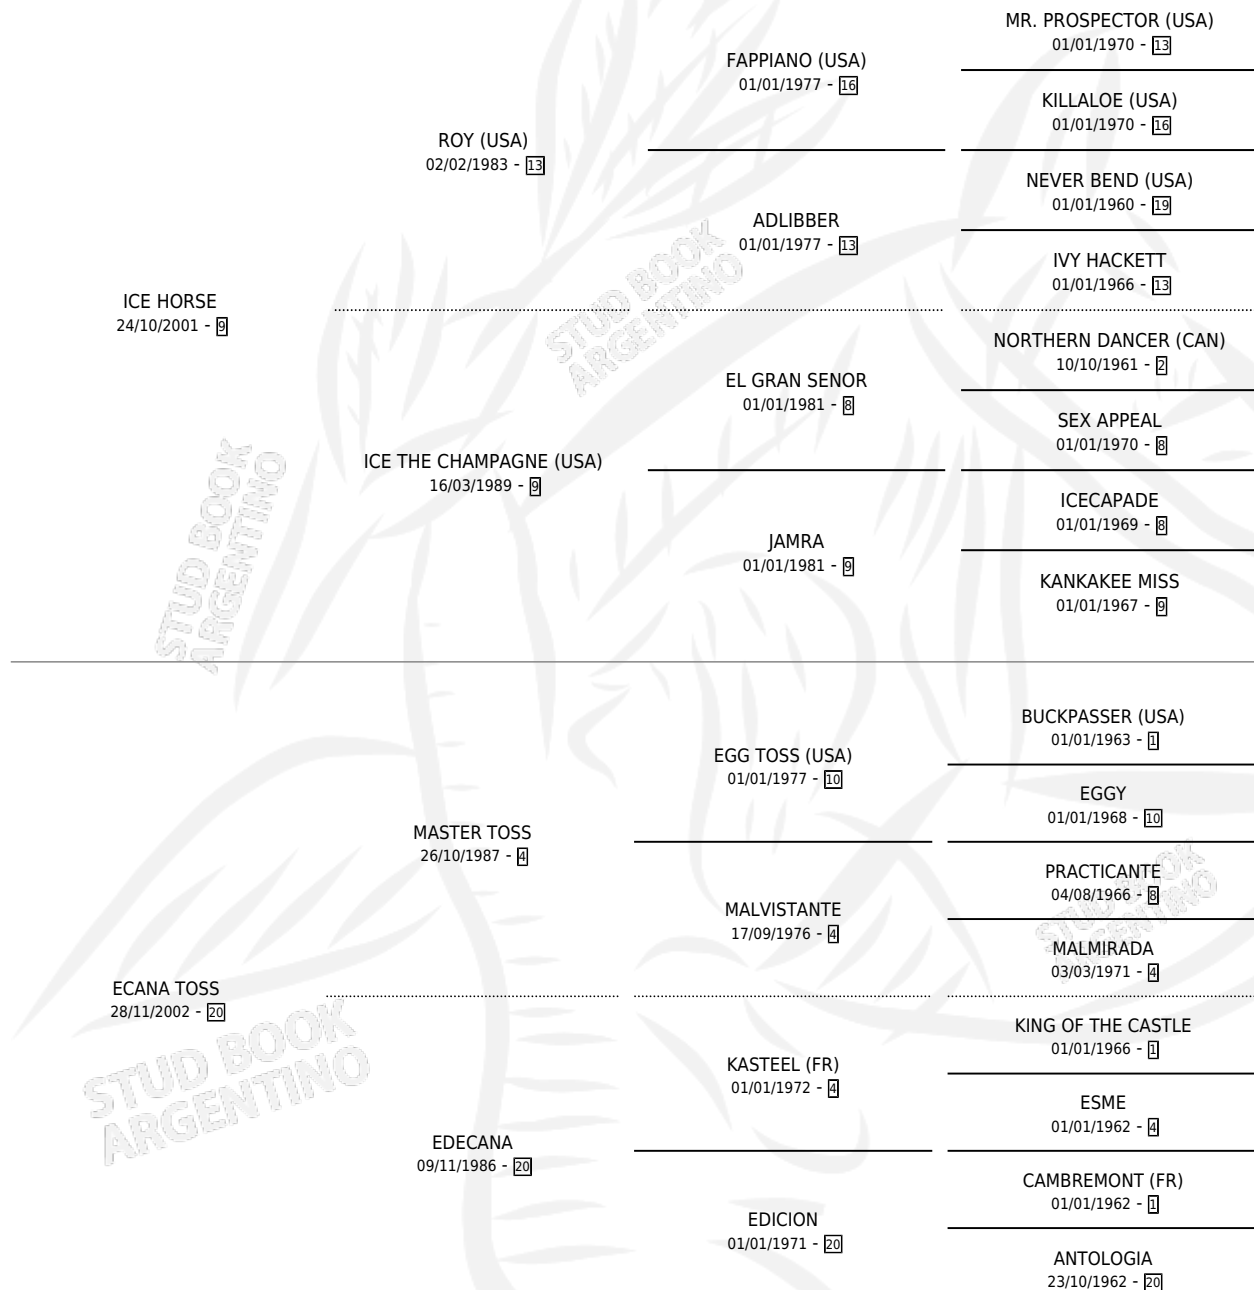 MR. PROSPECTOR (USA)
01/01/1970 - 13
FAPPIANO (USA)
01/01/1977 - 16
KILLALOE (USA)
01/01/1970 - 16
ROY (USA)
02/02/1983 - 13
NEVER BEND (USA)
01/01/1960 - 19
ADLIBBER
01/01/1977 - 13
IVY HACKETT
01/01/1966 - 13
ICE HORSE
24/10/2001 - 9
NORTHERN DANCER (CAN)
10/10/1961 - 2
EL GRAN SENOR
01/01/1981 - 8
SEX APPEAL
01/01/1970 - 8
ICE THE CHAMPAGNE (USA)
16/03/1989 - 9
ICECAPADE
01/01/1969 - 8
JAMRA
01/01/1981 - 9
KANKAKEE MISS
01/01/1967 - 9
STUD BOOK
ARGENTINO
STUD BOOK
ARGENTINO
BUCKPASSER (USA)
01/01/1963 - 1
EGG TOSS (USA)
01/01/1977 - 10
EGGY
01/01/1968 - 10
MASTER TOSS
26/10/1987 - 4
PRACTICANTE
04/08/1966 - 8
MALVISTANTE
17/09/1976 - 4
MALMIRADA
03/03/1971 - 4
ECANA TOSS
28/11/2002 - 20
KING OF THE CASTLE
01/01/1966 - 1
KASTEEL (FR)
01/01/1972 - 4
ESME
01/01/1962 - 4
EDECANA
09/11/1986 - 20
CAMBREMONT (FR)
01/01/1962 - 1
EDICION
01/01/1971 - 20
ANTOLOGIA
23/10/1962 - 20
STUD BOOK
ARGENTINO
STUD BOOK
ARGENTINO